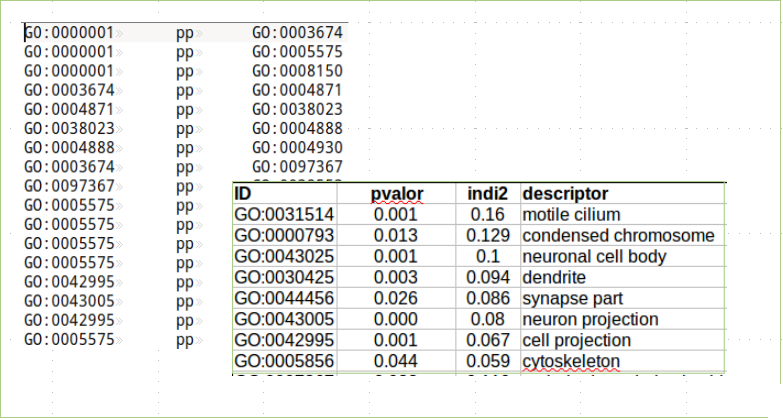 GO:0000001 pp GO:0003674
GO:0000001 pp GO:0005575
GO:0000001 pp GO:0008150
GO:0003674 pp GO:0004871
GO:0004871 pp GO:0038023
GO:0038023 pp GO:0004888
GO:0004888 pp GO:0004930
GO:0003674 pp GO:0097367
GO:0097367 pp
GO:0005575 pp
GO:0005575 pp
GO:0005575 pp
GO:0005575 pp
GO:0042995 pp
GO:0043005 pp
GO:0042995 pp
GO:0005575 pp
ID pvalor indi2 descriptor
GO:0031514 0.001 0.16 motile cilium
GO:0000793 0.013 0.129 condensed chromosome
GO:0043025 0.001 0.1 neuronal cell body
GO:0030425 0.003 0.094 dendrite
GO:0044456 0.026 0.086 synapse part
GO:0043005 0.000 0.08 neuron projection
GO:0042995 0.001 0.067 cell projection
GO:0005856 0.044 0.059 cytoskeleton